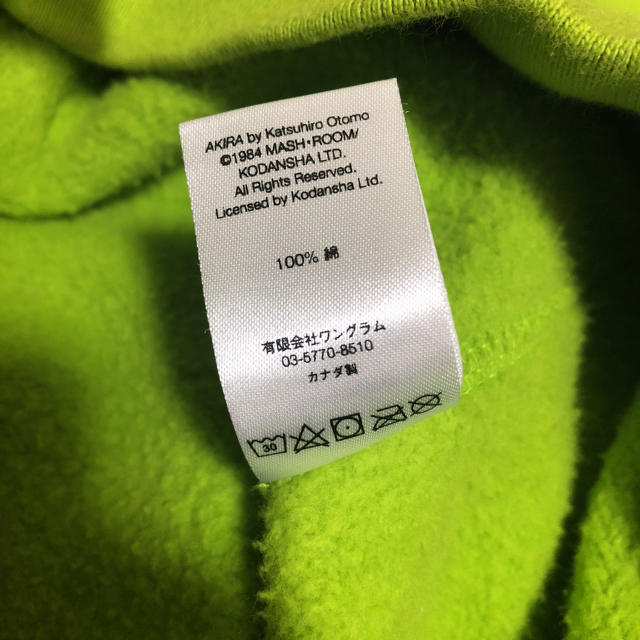 AKIRA by Katsuhiro Otomo
©1984 MASH・ROOM/
KODANSHA LTD.
All Rights Reserved.
Licensed by Kodansha Ltd.
100% 綿
有限会社ワングラム
03-5770-8510
カナダ製
30